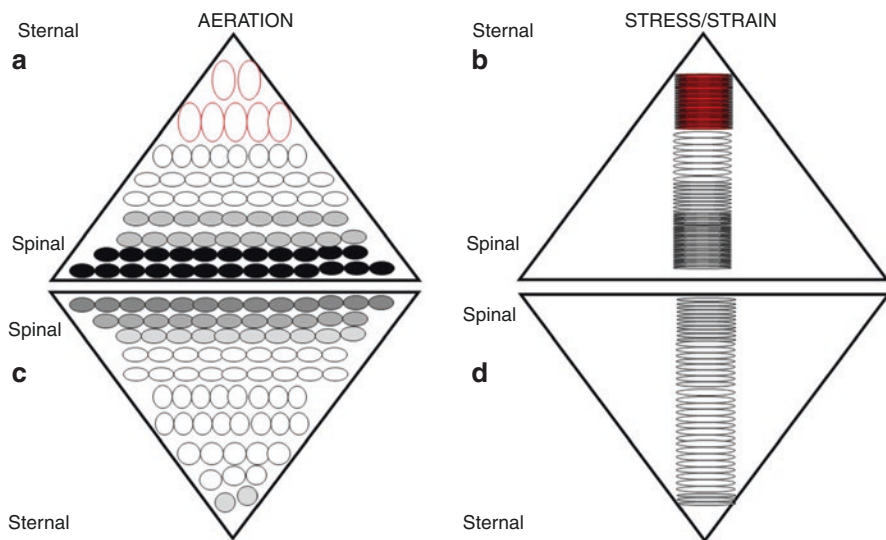 AERATION
STRESS/STRAIN
Sternal
Sternal
a
b
Spinal
Spinal
Spinal
Spinal
c
d
Sternal
Sternal